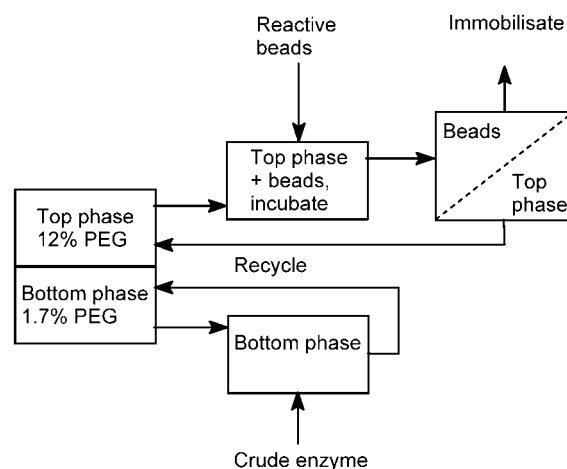 Reactive
beads
Immobilisate
Top phase
+ beads,
incubate
Beads
Top
phase
Top phase
12% PEG
Recycle
Bottom phase
1.7% PEG
Bottom phase
Crude enzyme